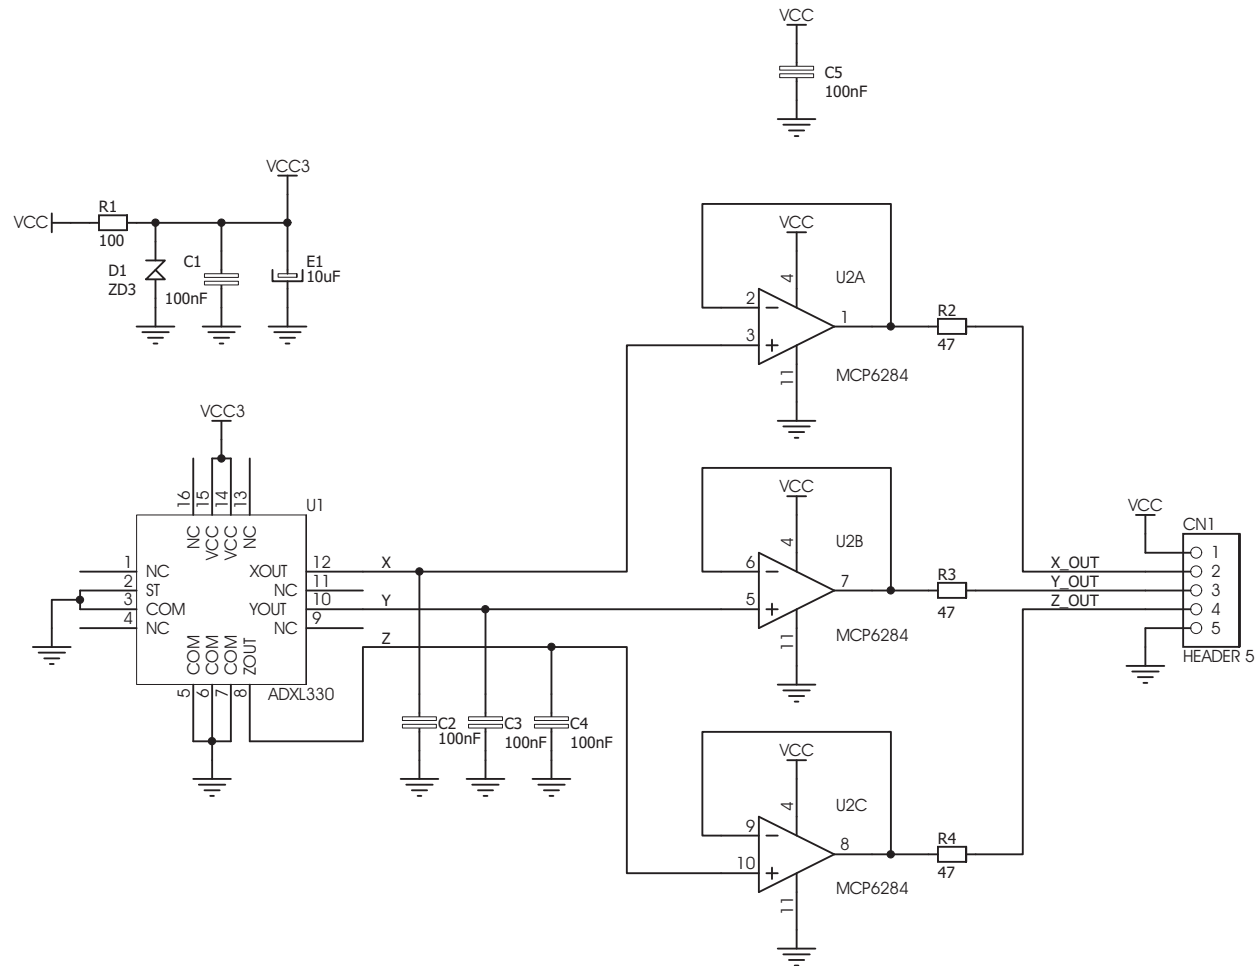 VCC
C5
100nF
VCC3
VCC
R1
100
D1
ZD3
C1
100nF
E1
10uF
VCC
4
U2A
2
3
1
11
MCP6284
R2
47
VCC3
16
15
14
13
U1
NC
VCC
VCC
NC
1
NC
2
ST
3
COM
4
NC
XOUT
12
NC
11
YOUT
10
NC
9
COM
COM
COM
ZOUT
5
6
7
8
ADXL330
X
Y
Z
C2
100nF
C3
100nF
C4
100nF
VCC
4
U2B
6
5
7
11
MCP6284
R3
47
VCC
4
U2C
9
10
8
11
MCP6284
R4
47
VCC
CN1
X_OUT
Y_OUT
Z_OUT
1
2
3
4
5
HEADER 5